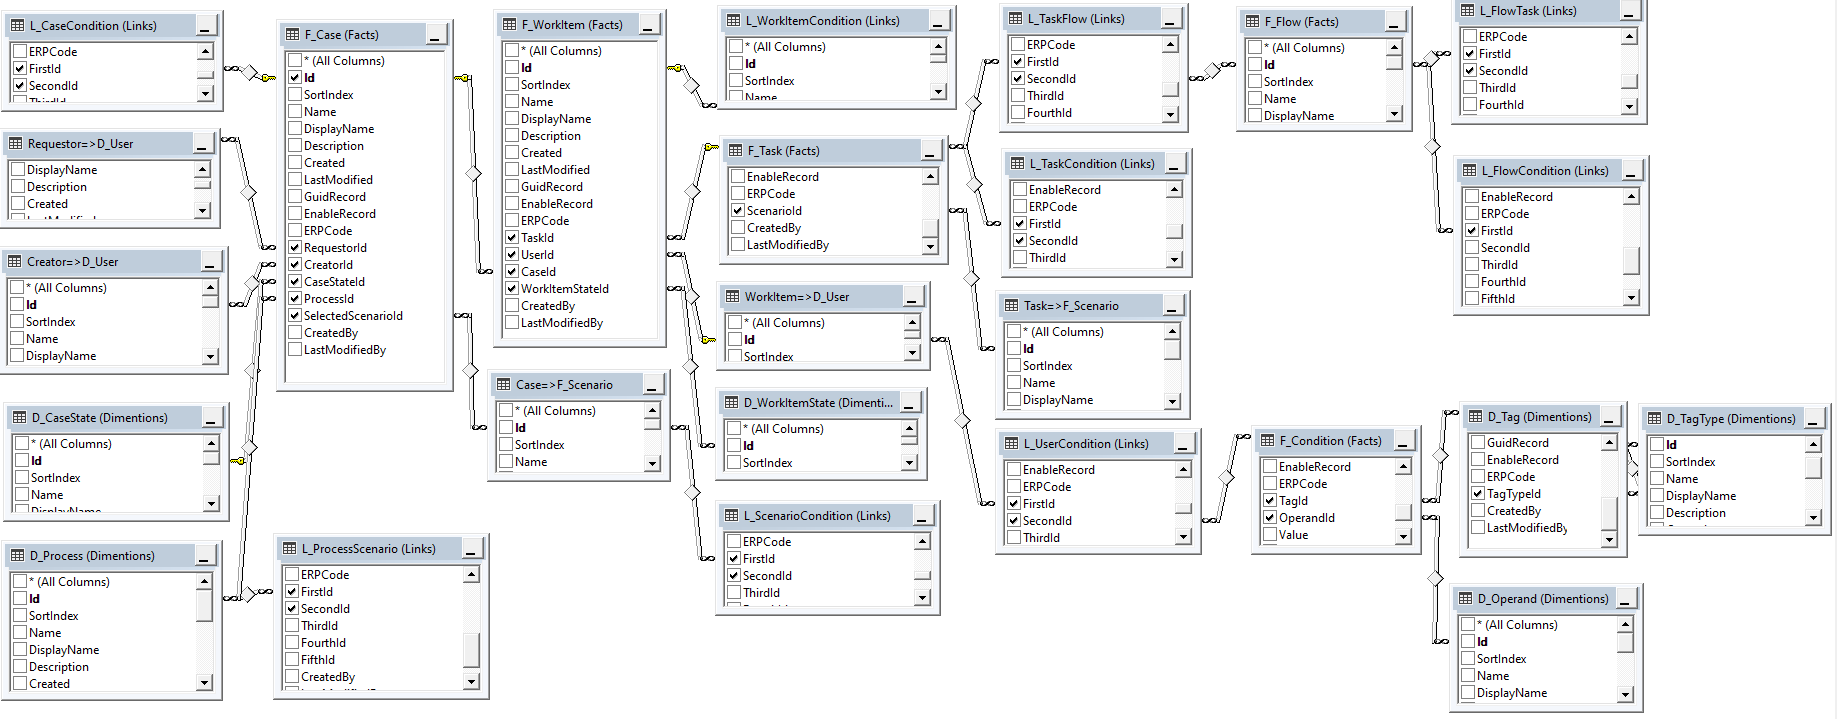 L_CaseCondition (Links)
ERPCode
FirstId
SecondId
ThirdId
Requestor=>D_User
DisplayName
Description
Created
LastModified
Creator=>D_User
* (All Columns)
Id
SortIndex
Name
DisplayName
D_CaseState (Dimentions)
* (All Columns)
Id
SortIndex
Name
DisplayName
D_Process (Dimentions)
* (All Columns)
Id
SortIndex
Name
DisplayName
Description
Created
F_Case (Facts)
* (All Columns)
Id
SortIndex
Name
DisplayName
Description
Created
LastModified
GuidRecord
EnableRecord
ERPCode
RequestorId
CreatorId
CaseStateId
ProcessId
SelectedScenarioId
CreatedBy
LastModifiedBy
L_ProcessScenario (Links)
ERPCode
FirstId
SecondId
ThirdId
FourthId
FifthId
CreatedBy
LastModifiedBy
F_WorkItem (Facts)
* (All Columns)
Id
SortIndex
Name
DisplayName
Description
Created
LastModified
GuidRecord
EnableRecord
ERPCode
TaskId
UserId
CaseId
WorkItemStateId
CreatedBy
LastModifiedBy
Case=>F_Scenario
* (All Columns)
Id
SortIndex
Name
L_WorkItemCondition (Links)
* (All Columns)
Id
SortIndex
Name
F_Task (Facts)
EnableRecord
ERPCode
ScenarioId
CreatedBy
LastModifiedBy
WorkItem=>D_User
* (All Columns)
Id
SortIndex
D_WorkItemState (Dimenti...
* (All Columns)
Id
SortIndex
L_ScenarioCondition (Links)
ERPCode
FirstId
SecondId
ThirdId
L_TaskFlow (Links)
ERPCode
FirstId
SecondId
ThirdId
FourthId
L_TaskCondition (Links)
EnableRecord
ERPCode
FirstId
SecondId
ThirdId
Task=>F_Scenario
* (All Columns)
Id
SortIndex
Name
DisplayName
L_UserCondition (Links)
EnableRecord
ERPCode
FirstId
SecondId
ThirdId
F_Flow (Facts)
* (All Columns)
Id
SortIndex
Name
DisplayName
F_Condition (Facts)
EnableRecord
ERPCode
TagId
OperandId
Value
L_FlowTask (Links)
ERPCode
FirstId
SecondId
ThirdId
FourthId
L_FlowCondition (Links)
EnableRecord
ERPCode
FirstId
SecondId
ThirdId
FourthId
FifthId
D_Tag (Dimentions)
GuidRecord
EnableRecord
ERPCode
TagTypeId
CreatedBy
LastModifiedBy
D_TagType (Dimentions)
Id
SortIndex
Name
DisplayName
Description
D_Operand (Dimentions)
* (All Columns)
Id
SortIndex
Name
DisplayName